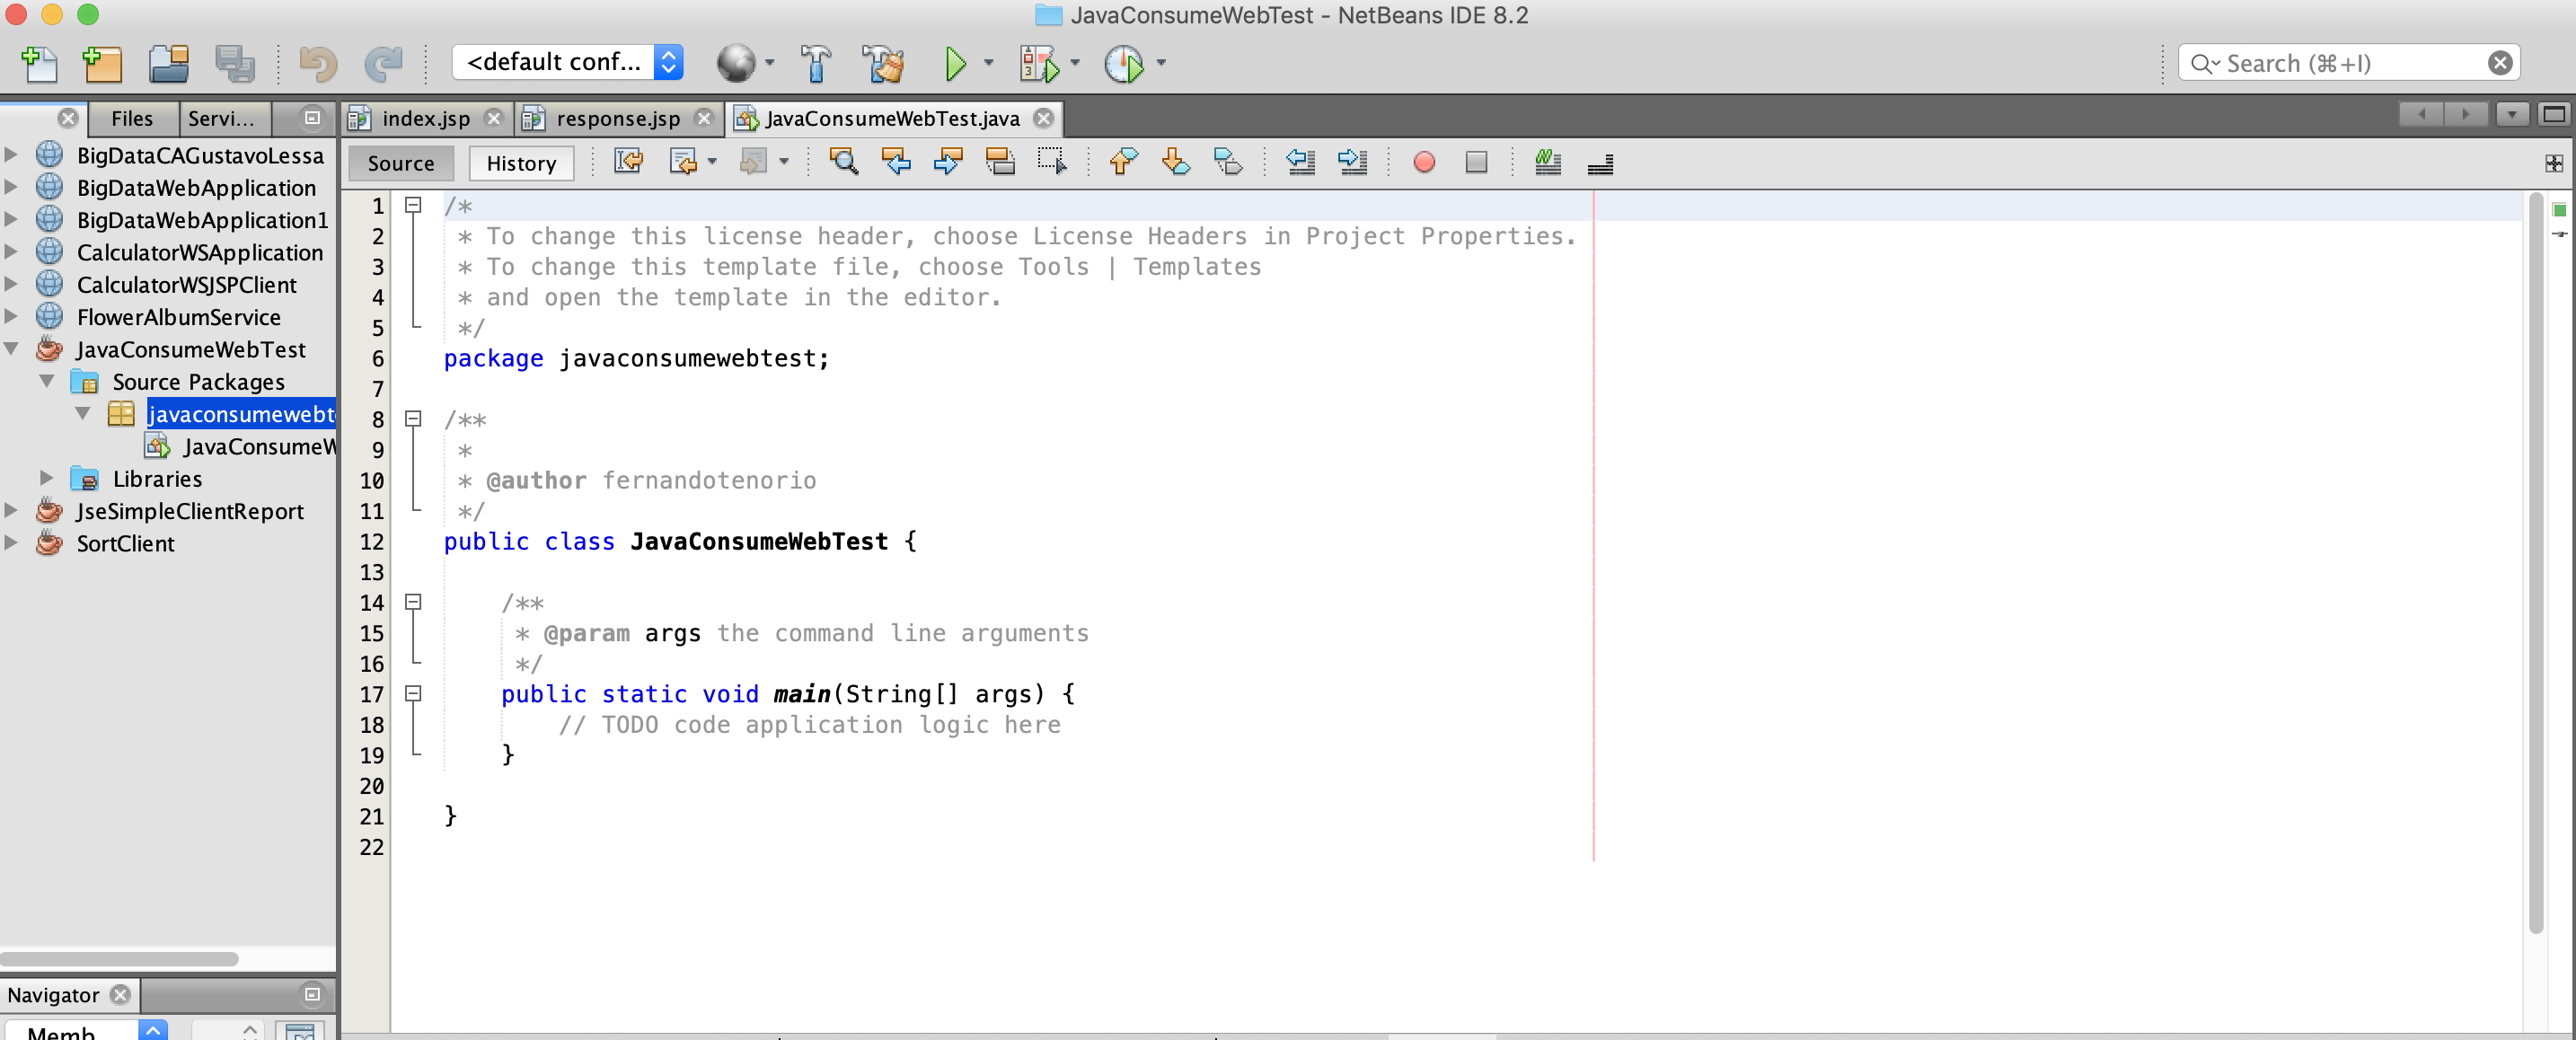 JavaConsumeWebTest - NetBeans IDE 8.2
<default conf...
Search (⌘+I)
Files
Servi...
index.jsp
response.jsp
JavaConsumeWebTest.java
Source
History
BigDataCAGustavoLessa
BigDataWebApplication
BigDataWebApplication1
CalculatorWSApplication
CalculatorWSJSPClient
FlowerAlbumService
JavaConsumeWebTest
Source Packages
javaconsumewebt
JavaConsumeW
Libraries
JseSimpleClientReport
SortClient
Navigator
Memb
1 /*
2 * To change this license header, choose License Headers in Project Properties.
3 * To change this template file, choose Tools | Templates
4 * and open the template in the editor.
5 */
6 package javaconsumewebtest;
7
8 /**
9 *
10 * @author fernandotenorio
11 */
12 public class JavaConsumeWebTest {
13
14 /**
15 * @param args the command line arguments
16 */
17 public static void main(String[] args) {
18 // TODO code application logic here
19 }
20
21 }
22